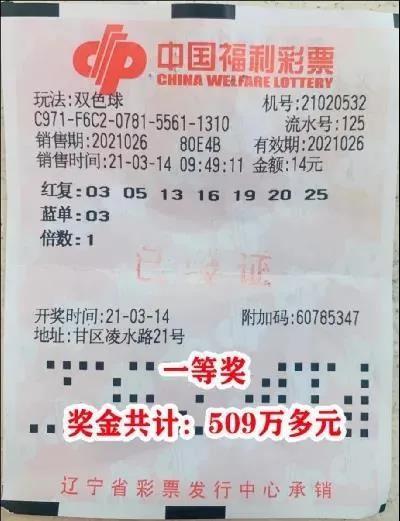 中国福利彩票
CHINA WELFARE LOTTERY
玩法:双色球 机号:21020532
C971-F6C2-0781-5561-1310 流水号:125
销售期:2021026 80E4B 有效期:2021026
销售时间:21-03-14 09:49:11 金额:14元
红复:03 05 13 16 19 20 25
蓝单:03
倍数:1
已验证
开奖时间:21-03-14 附加码:60785347
地址:甘区凌水路21号
一等奖
奖金共计：509万多元
辽宁省彩票发行中心承销